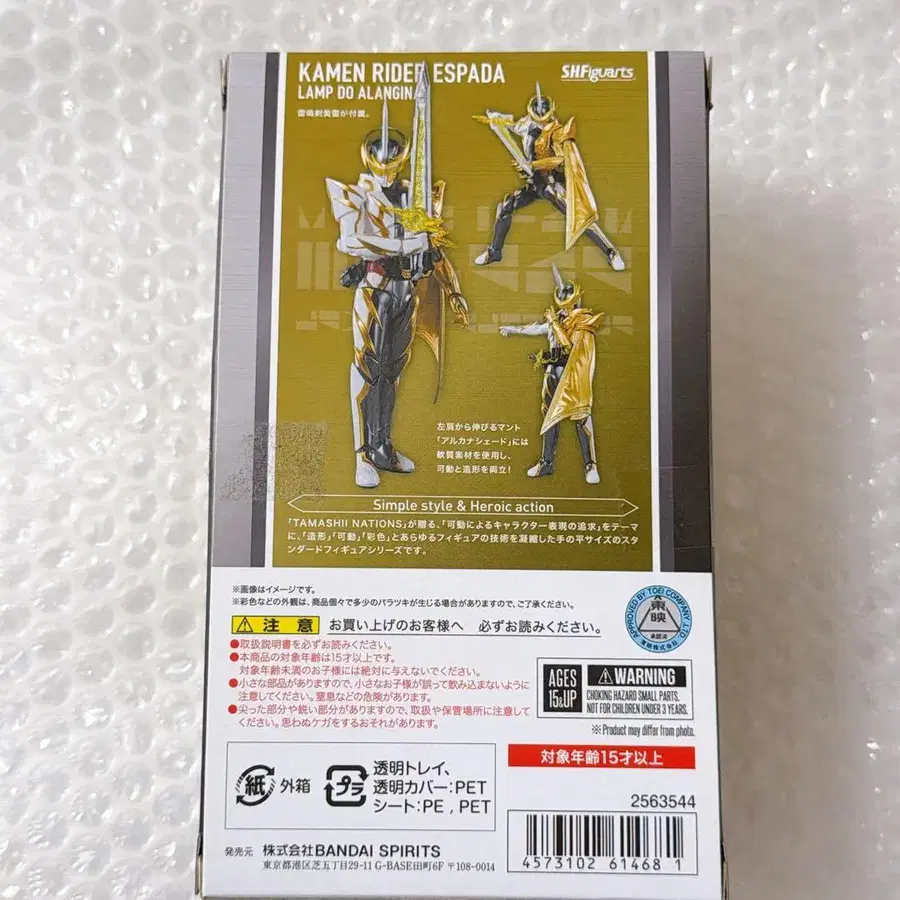 KAMEN RIDER ESPADA
LAMP DO ALANGINA
S.H.Figuarts
雷鳴剣黄雷が付属。
左肩から伸びるマント
「アルカナシェード」には
軟質素材を使用し、
可動と造形を両立!
Simple style & Heroic action
「TAMASHII NATIONS」が贈る、「可動によるキャラクター表現の追求」をテーマ
に、「造形」「可動」「彩色」とあらゆるフィギュアの技術を凝縮した手の平サイズのスタ
ンダードフィギュアシリーズです。
※画像はイメージです。
※彩色などの外観は、商品個々で多少のバラツキが生じる場合がありますので、ご了承ください。
注意 お買い上げのお客様へ 必ずお読みください。
●取扱説明書を必ずお読みください。
●本商品の対象年齢は15才以上です。
対象年齢未満のお子様には絶対に与えないでください。
●小さな部品がありますので、小さなお子様が誤って飲み込まないように
注意してください。窒息などの危険があります。
●尖った部分や鋭い部分がありますので、取扱や保管場所に注意して
ください。思わぬケガをするおそれがあります。
APPROVED BY TOEI COMPANY, LTD
東映
承認済
AGES
15&UP
WARNING
CHOKING HAZARD SMALL PARTS.
NOT FOR CHILDREN UNDER 3 YEARS.
※Product may differ from photo.
対象年齢15才以上
紙 外箱
プラ
透明トレイ、
透明カバー:PET
シート:PE , PET
2563544
4573102 61468 1
発売元 株式会社BANDAI SPIRITS
東京都港区芝五丁目29-11 G-BASE田町6F 〒108-0014